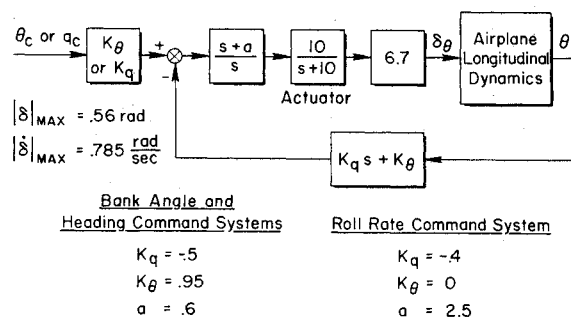 θc or qc
Kθ
or Kq
+
-
s+a
s
10
s+10
Actuator
6.7
δθ
Airplane
Longitudinal
Dynamics
θ
|δ|MAX = .56 rad
|δ̇|MAX = .785 rad/sec
Kq s + Kθ
Bank Angle and
Heading Command Systems
Kq = -.5
Kθ = .95
a = .6
Roll Rate Command System
Kq = -.4
Kθ = 0
a = 2.5